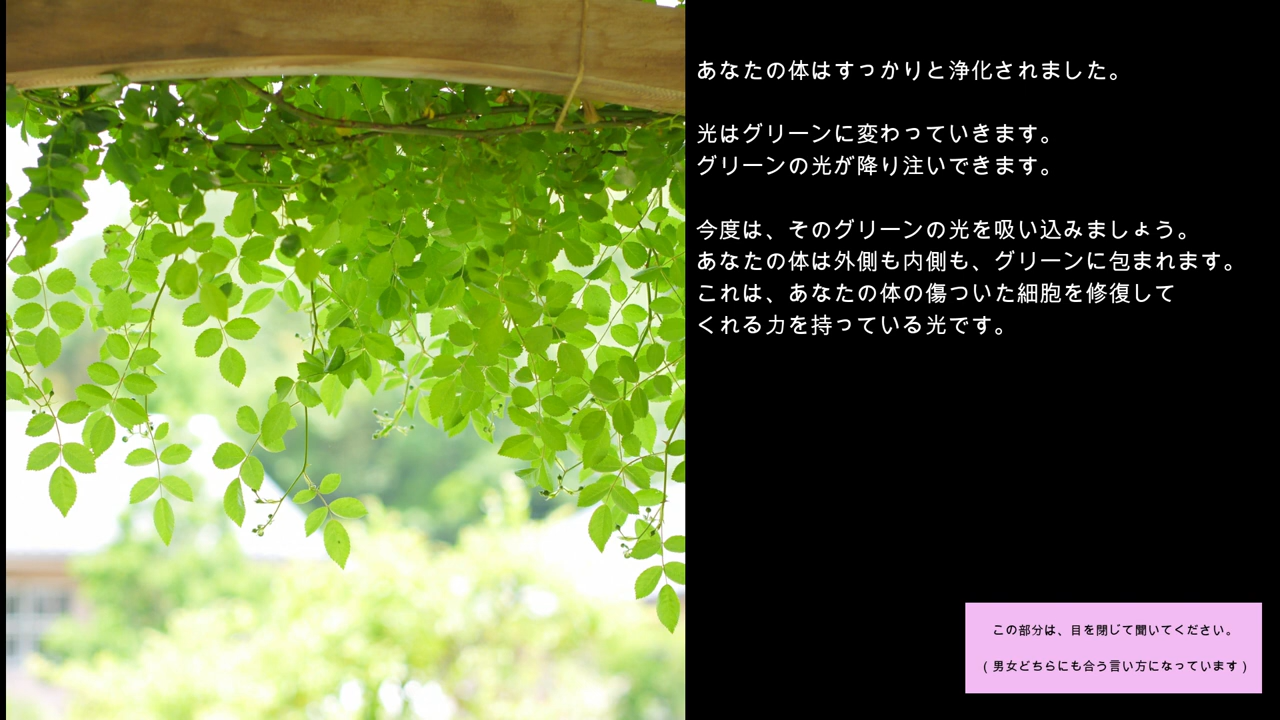 あなたの体はすっかりと浄化されました。
光はグリーンに変わっていきます。
グリーンの光が降り注いできます。
今度は、そのグリーンの光を吸い込みましょう。
あなたの体は外側も内側も、グリーンに包まれます。
これは、あなたの体の傷ついた細胞を修復して
くれる力を持っている光です。
この部分は、目を閉じて聞いてください。
（男女どちらにも合う言い方になっています）